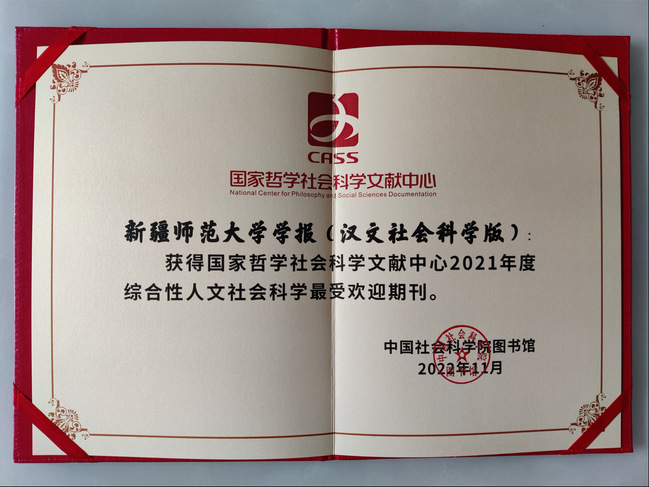 CASS
国家哲学社会科学文献中心
National Center for Philosophy and Social Sciences Documentation
新疆师范大学学报（汉文社会科学版）：
获得国家哲学社会科学文献中心2021年度
综合性人文社会科学最受欢迎期刊。
中国社会科学院图书馆
2022年11月